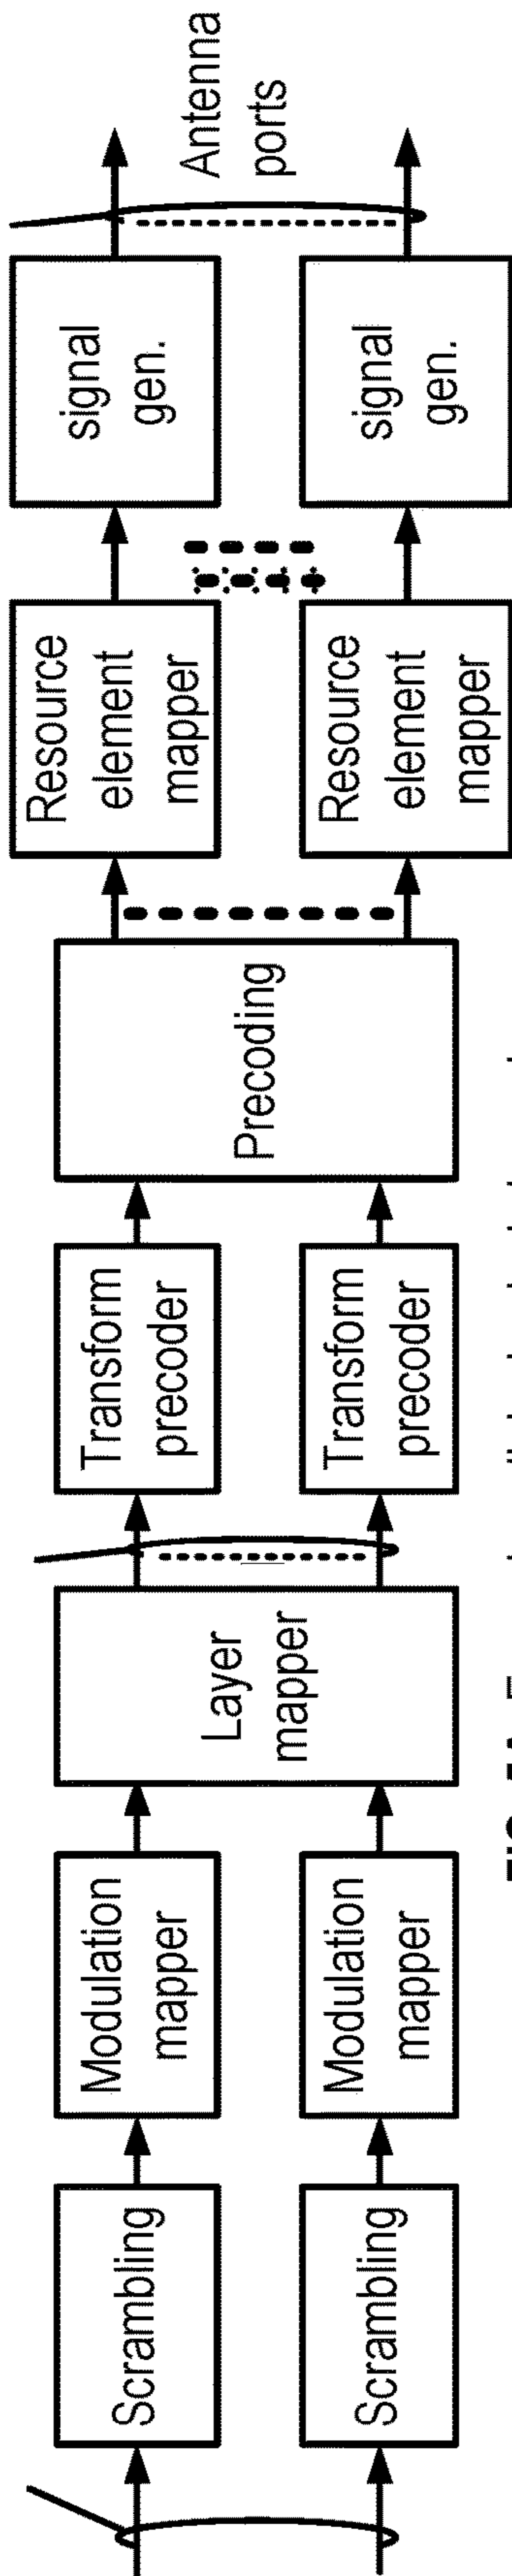 Scrambling
Modulation
mapper
Layer
mapper
Transform
precoder
Precoding
Resource
element
mapper
signal
gen.
Antenna
ports
Scrambling
Modulation
mapper
Transform
precoder
Resource
element
mapper
signal
gen.